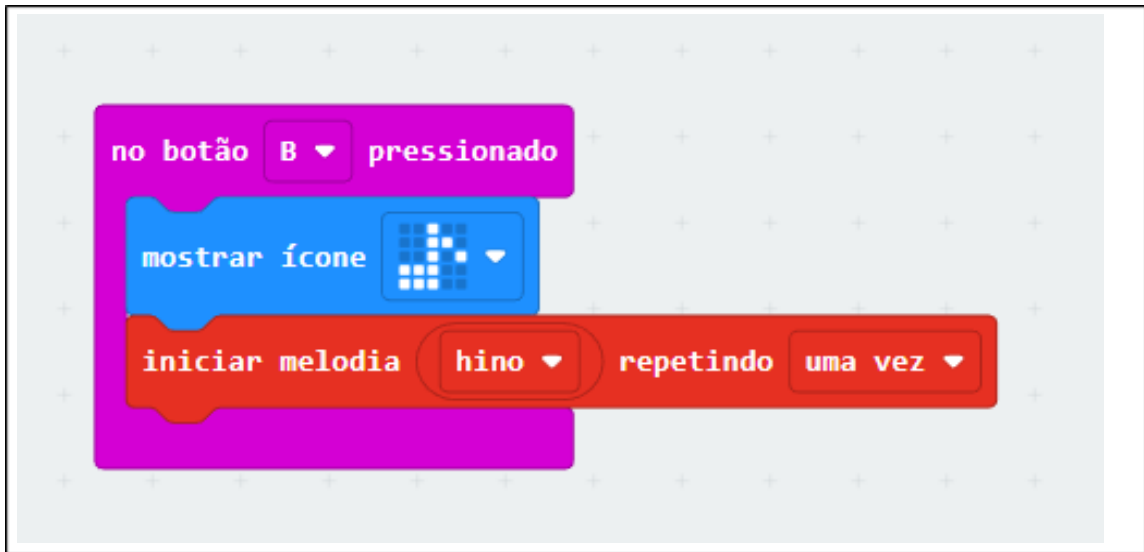 no botão B pressionado
mostrar ícone
iniciar melodia hino repetindo uma vez